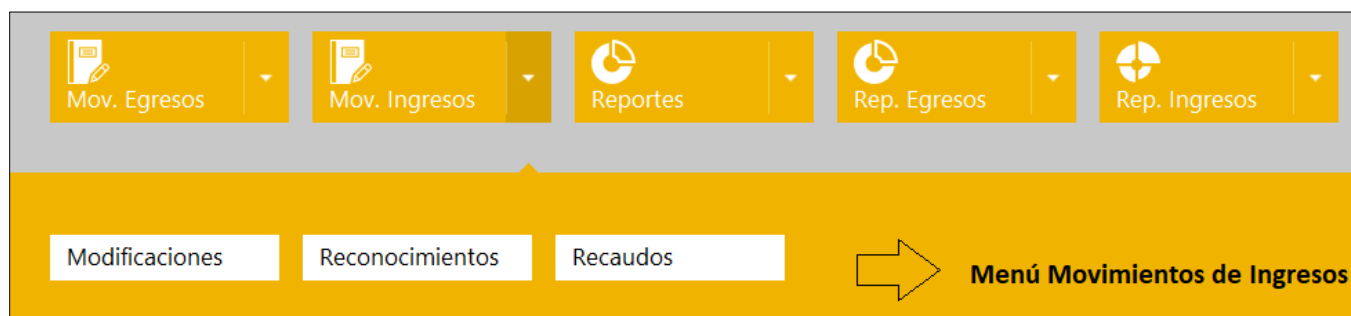 Mov. Egresos
Mov. Ingresos
Reportes
Rep. Egresos
Rep. Ingresos
Modificaciones
Reconocimientos
Recaudos
Menú Movimientos de Ingresos